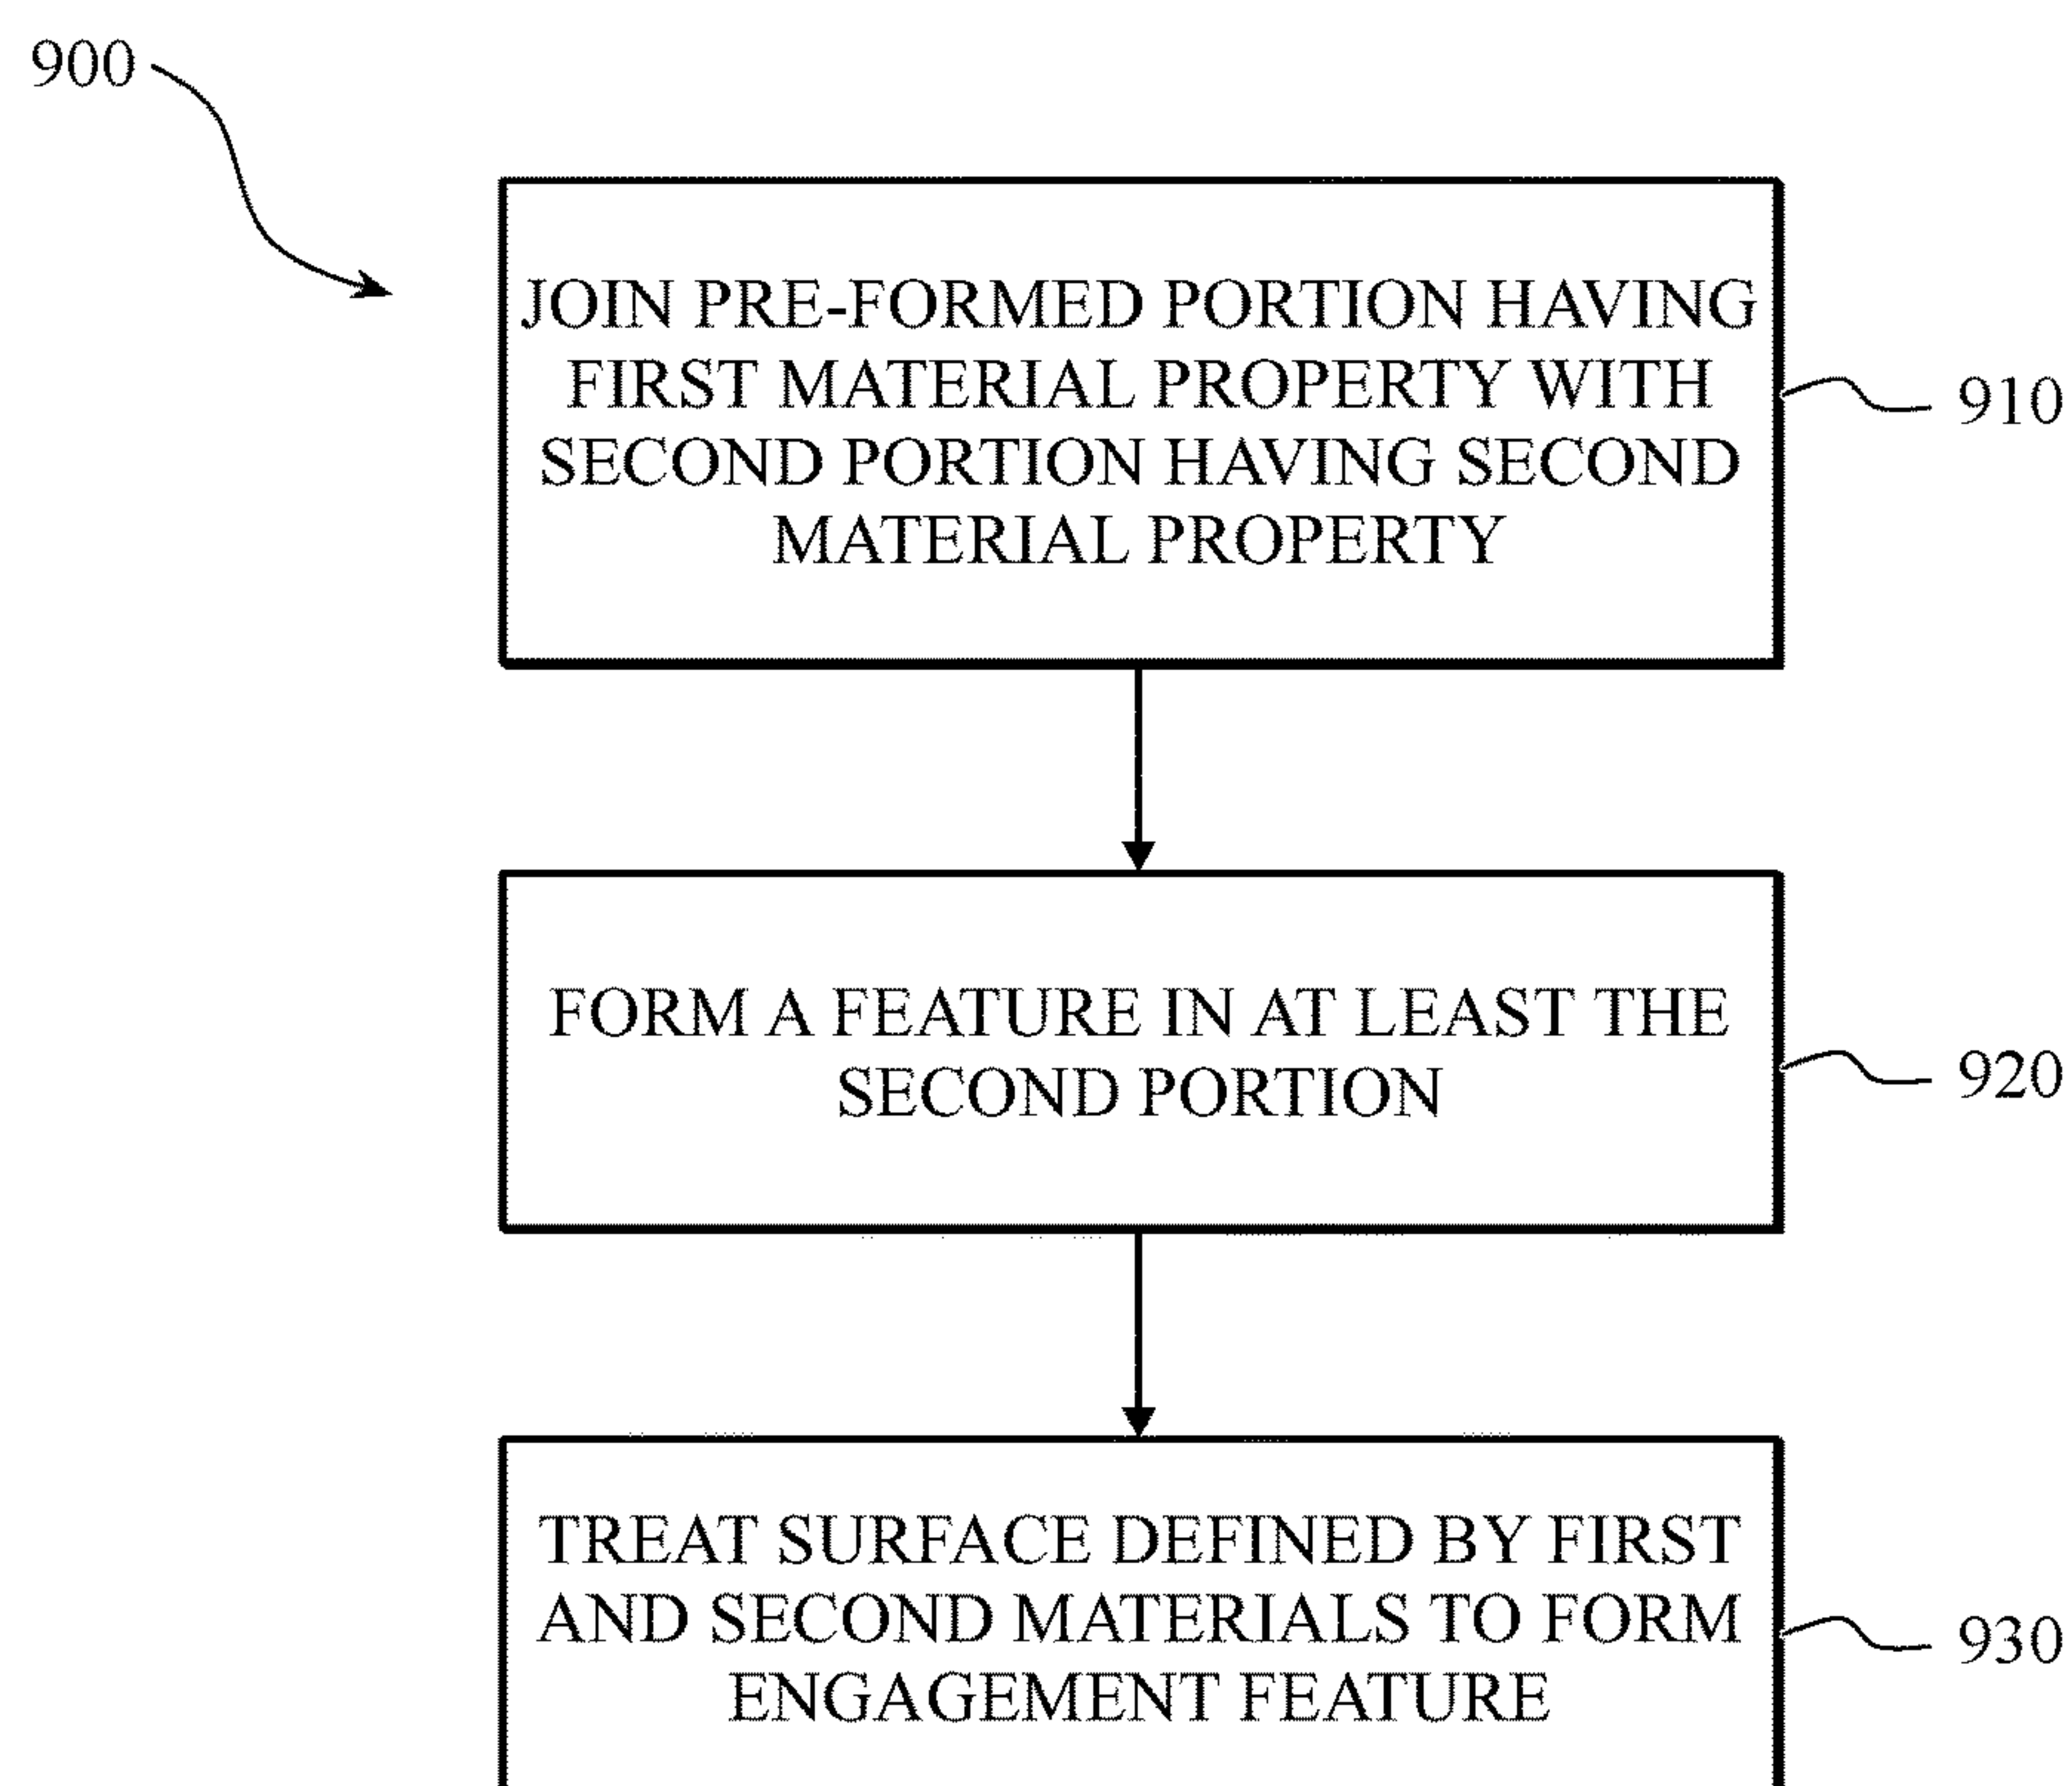 900
JOIN PRE-FORMED PORTION HAVING
FIRST MATERIAL PROPERTY WITH
SECOND PORTION HAVING SECOND
MATERIAL PROPERTY
910
FORM A FEATURE IN AT LEAST THE
SECOND PORTION
920
TREAT SURFACE DEFINED BY FIRST
AND SECOND MATERIALS TO FORM
ENGAGEMENT FEATURE
930